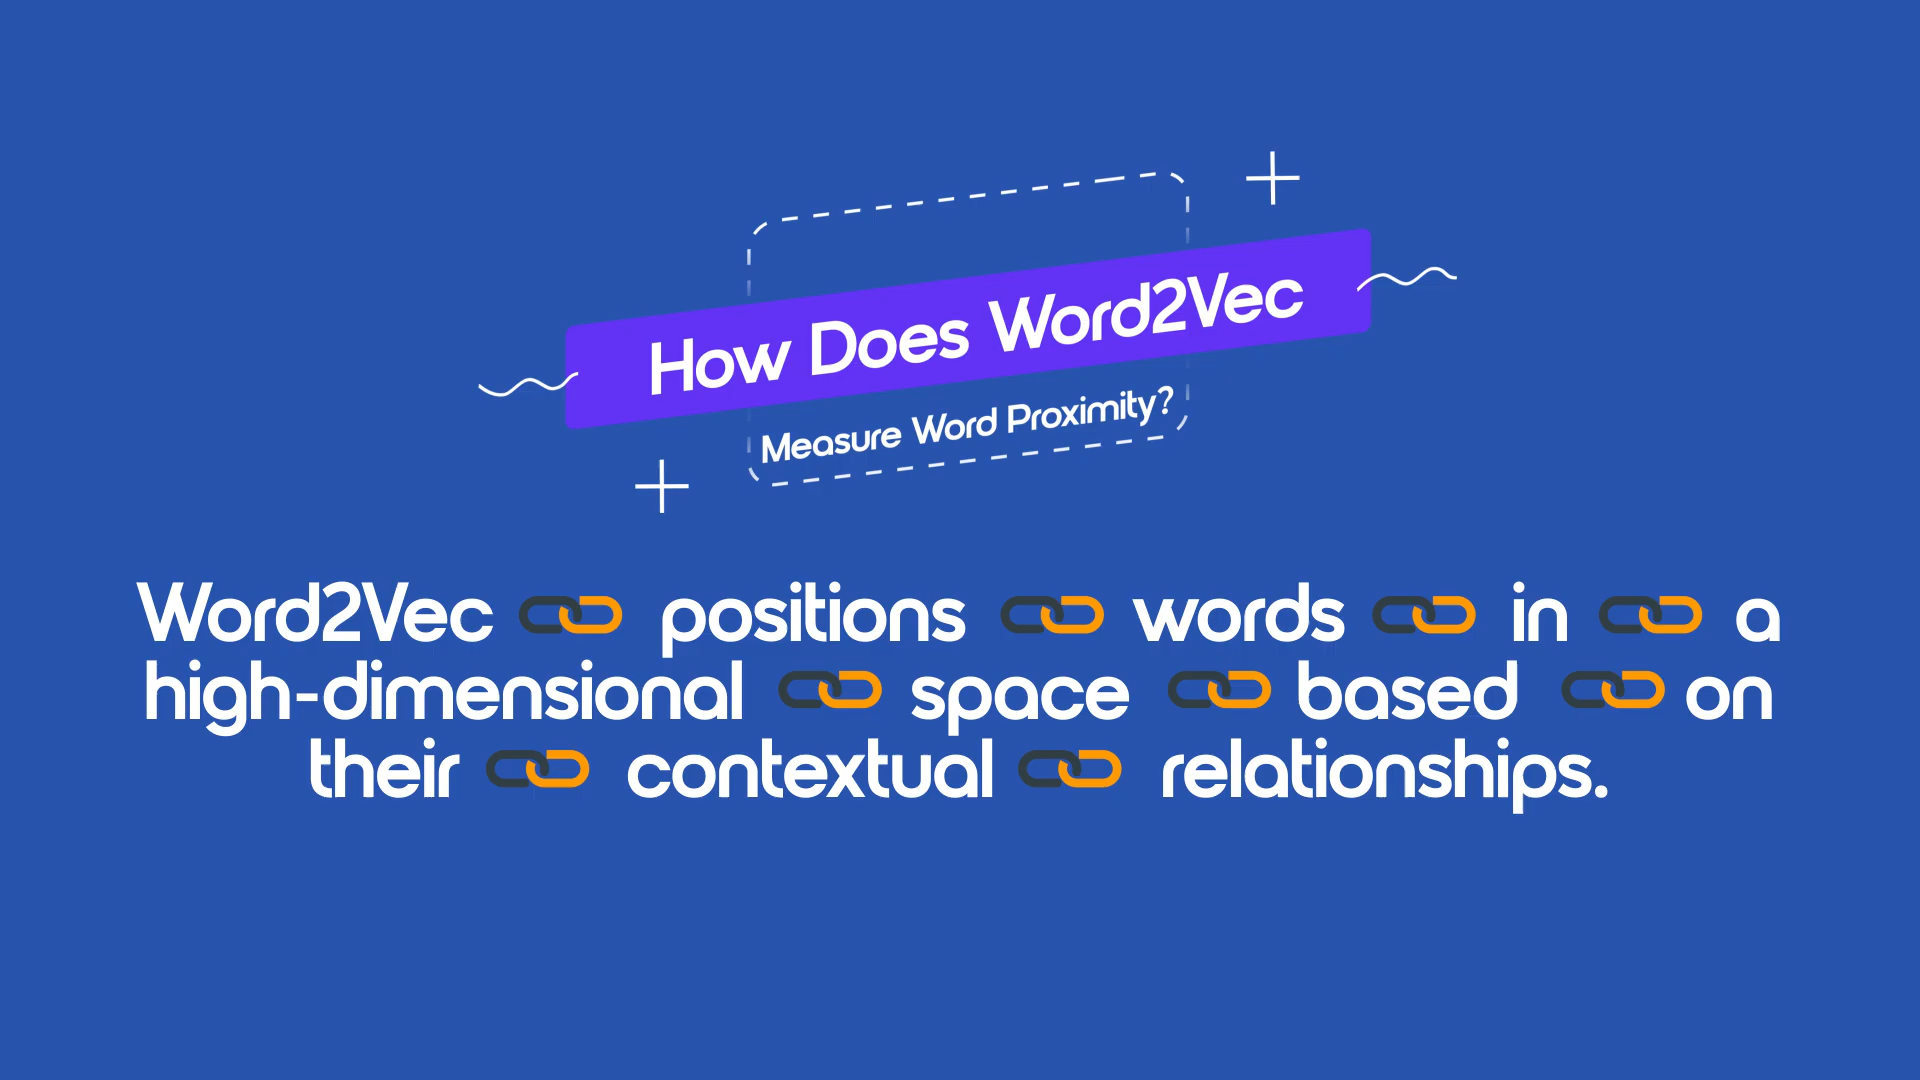 How Does Word2Vec
Measure Word Proximity?
Word2Vec positions words in a
high-dimensional space based on
their contextual relationships.